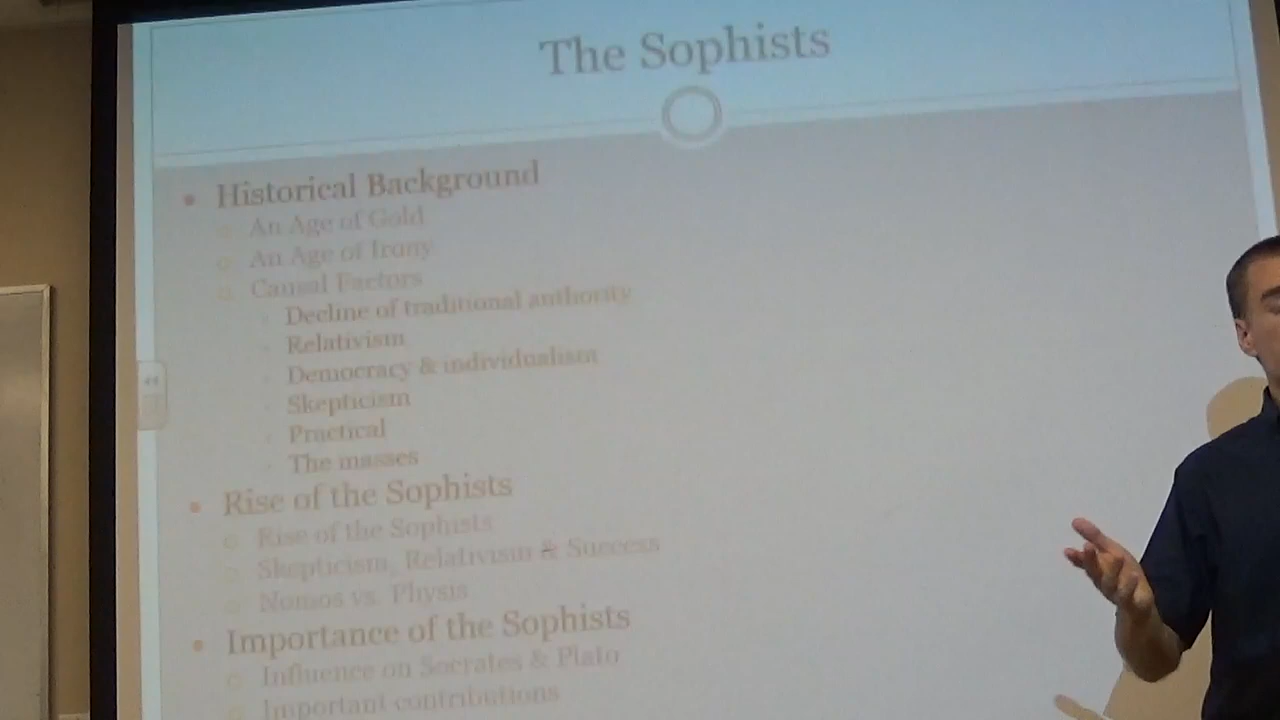 The Sophists
Historical Background
An Age of Gold
An Age of Irony
Causal Factors
Decline of traditional authority
Relativism
Democracy & individualism
Skepticism
Practical
The masses
Rise of the Sophists
Rise of the Sophists
Skepticism, Relativism & Success
Nomos vs. Physis
Importance of the Sophists
Influence on Socrates & Plato
Important contributions